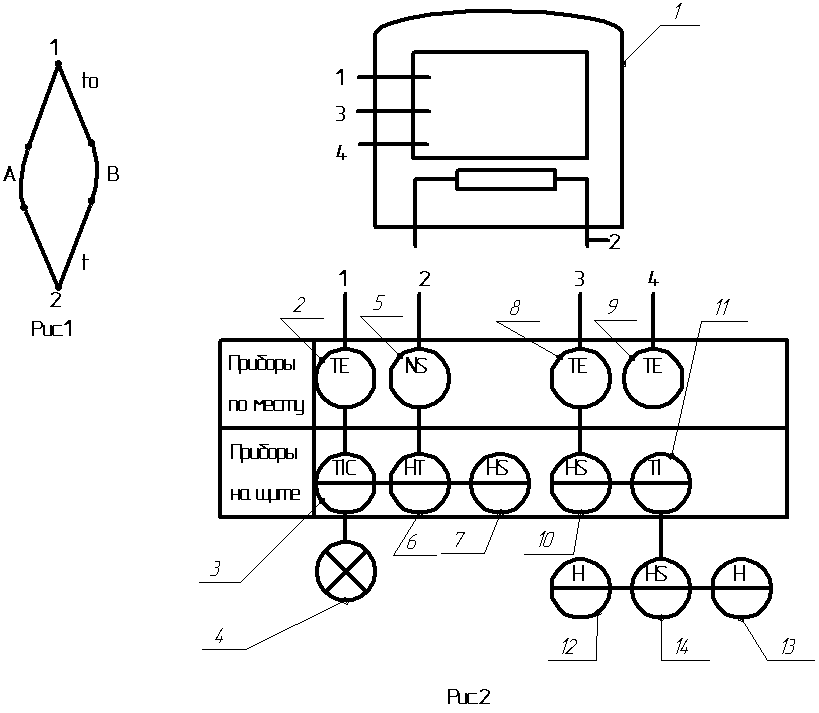 1
to
A
B
t
2
Рис1
1
1
3
4
2
1
2
3
4
2
5
8
9
11
Приборы
по месту
TE
NS
TE
TE
Приборы
на щите
TIC
HT
HS
HS
TI
3
6
7
10
4
H
HS
H
12
14
13
Рис.2